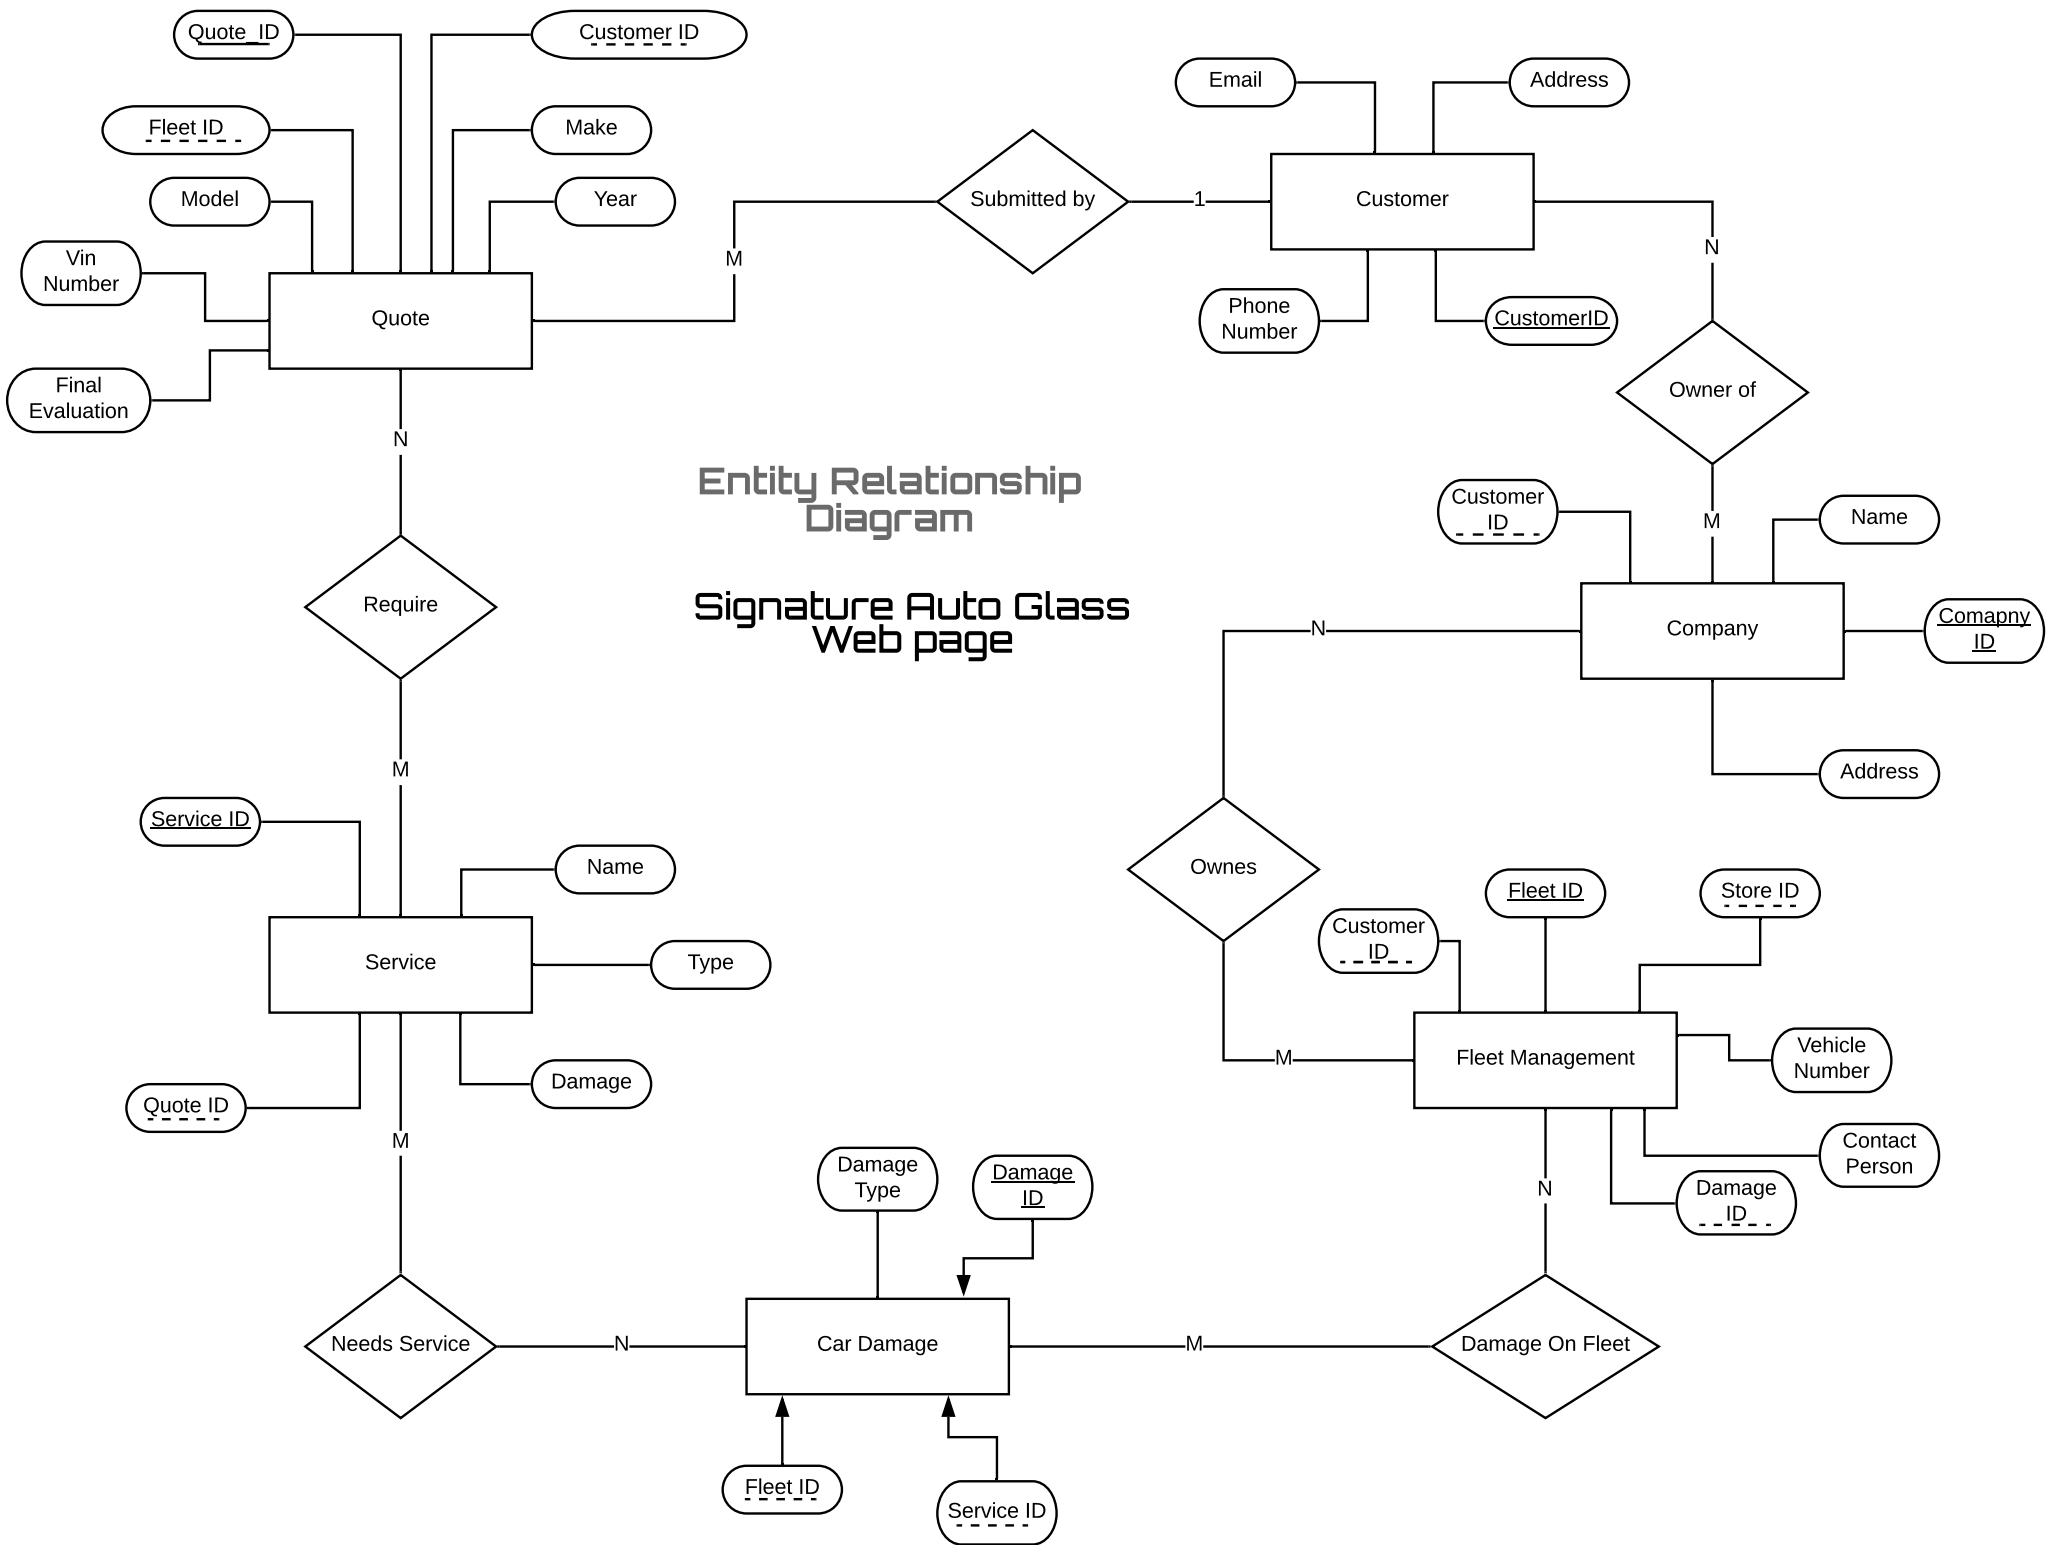 Quote_ID
Customer ID
Email
Address
Fleet ID
Make
Model
Year
Submitted by
1
Customer
Vin
Number
M
N
Quote
Phone
Number
CustomerID
Final
Evaluation
Owner of
N
Entity Relationship
Diagram
Customer
ID
Name
M
Require
Signature Auto Glass
Web page
N
Company
Comapny
ID
M
Address
Service ID
Name
Ownes
Fleet ID
Store ID
Customer
ID
Service
Type
M
Fleet Management
Vehicle
Number
Quote ID
Damage
M
Contact
Person
Damage
Type
Damage
ID
N
Damage
ID
Needs Service
N
Car Damage
M
Damage On Fleet
Fleet ID
Service ID